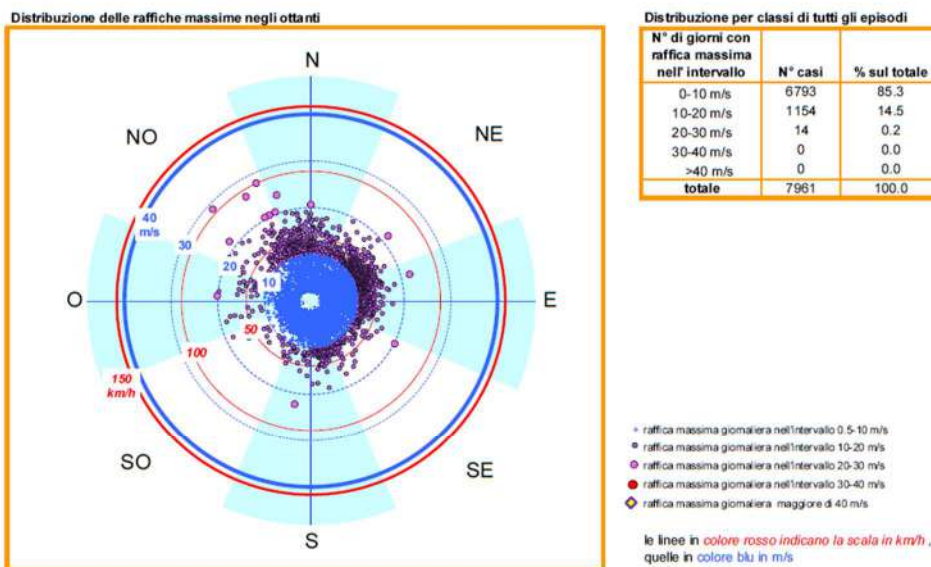 Distribuzione delle raffiche massime negli ottanti
N
NO
NE
40
m/s
30
20
10
O
E
50
100
150
km/h
SO
SE
S
Distribuzione per classi di tutti gli episodi
N° di giorni con raffica massima nell' intervallo N° casi % sul totale
0-10 m/s 6793 85.3
10-20 m/s 1154 14.5
20-30 m/s 14 0.2
30-40 m/s 0 0.0
>40 m/s 0 0.0
totale 7961 100.0
raffica massima giornaliera nell'intervallo 0.5-10 m/s
raffica massima giornaliera nell'intervallo 10-20 m/s
raffica massima giornaliera nell'intervallo 20-30 m/s
raffica massima giornaliera nell'intervallo 30-40 m/s
raffica massima giornaliera maggiore di 40 m/s
le linee in colore rosso indicano la scala in km/h ,
quelle in colore blu in m/s